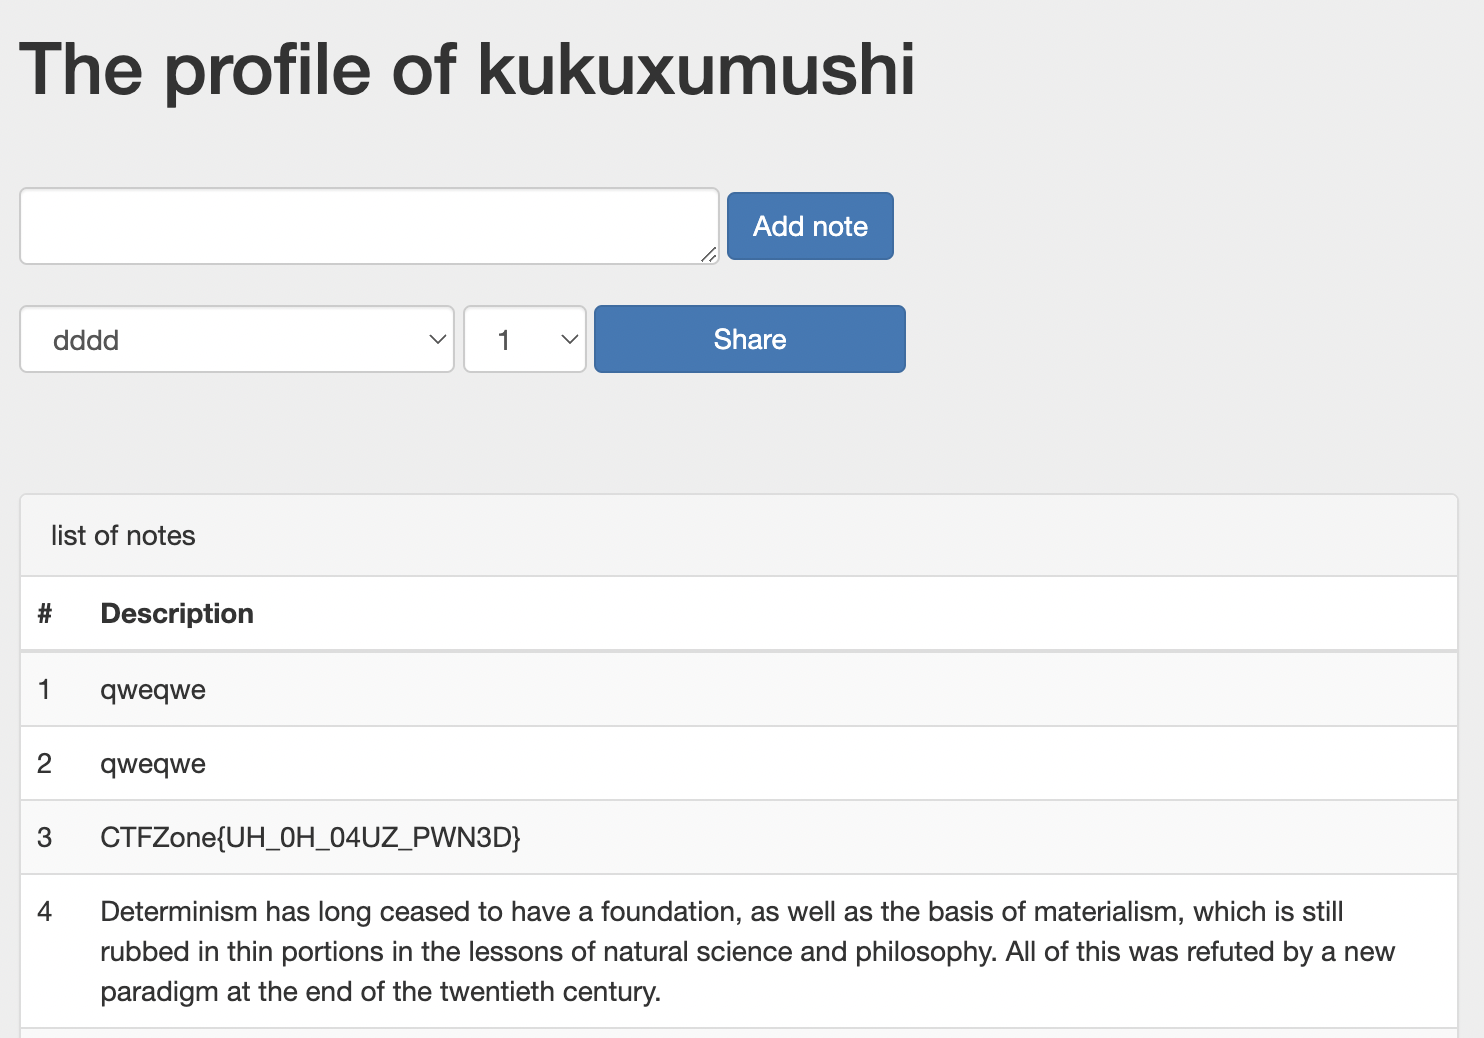 The profile of kukuxumushi
Add note
dddd 1 Share
list of notes
# Description
1 qweqwe
2 qweqwe
3 CTFZone{UH_0H_04UZ_PWN3D}
4 Determinism has long ceased to have a foundation, as well as the basis of materialism, which is still
rubbed in thin portions in the lessons of natural science and philosophy. All of this was refuted by a new
paradigm at the end of the twentieth century.